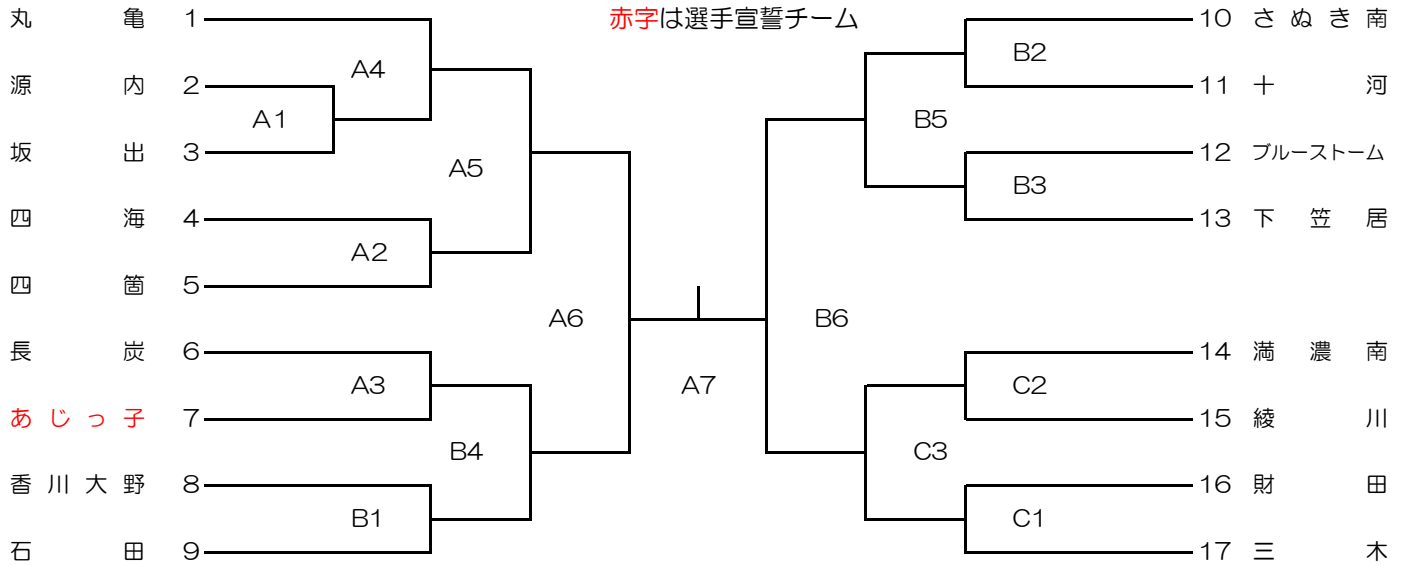 赤字は選手宣誓チーム
丸亀 1
源内 2
坂出 3
四海 4
四箇 5
長炭 6
あじっ子 7
香川大野 8
石田 9
A4
A1
A5
A2
A6
A3
B4
B1
A7
B2
B5
B3
B6
C2
C3
C1
10 さぬき南
11 十河
12 ブルーストーム
13 下笠居
14 満濃南
15 綾川
16 財田
17 三木